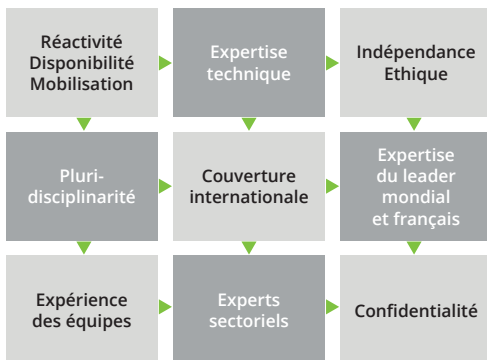 Réactivité
Disponibilité
Mobilisation
Expertise
technique
Indépendance
Ethique
Pluri-
disciplinarité
Couverture
internationale
Expertise
du leader
mondial
et français
Expérience
des équipes
Experts
sectoriels
Confidentialité